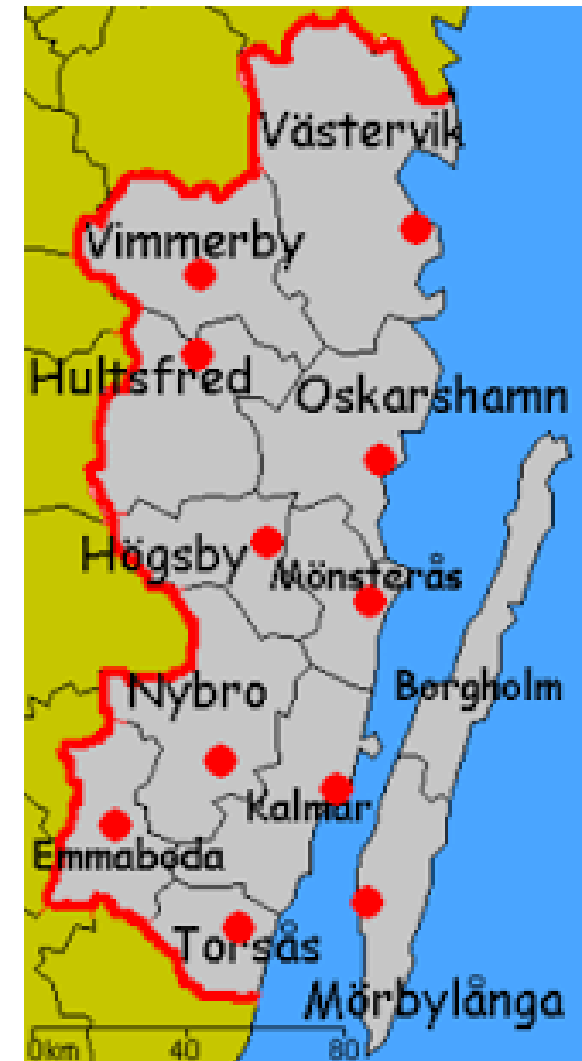 Västervik
Vimmerby
Hultsfred
Oskarshamn
Högsby
Mönsterås
Nybro
Borgholm
Kalmar
Emmaboda
Torsås
Mörbylånga
0km 40 80